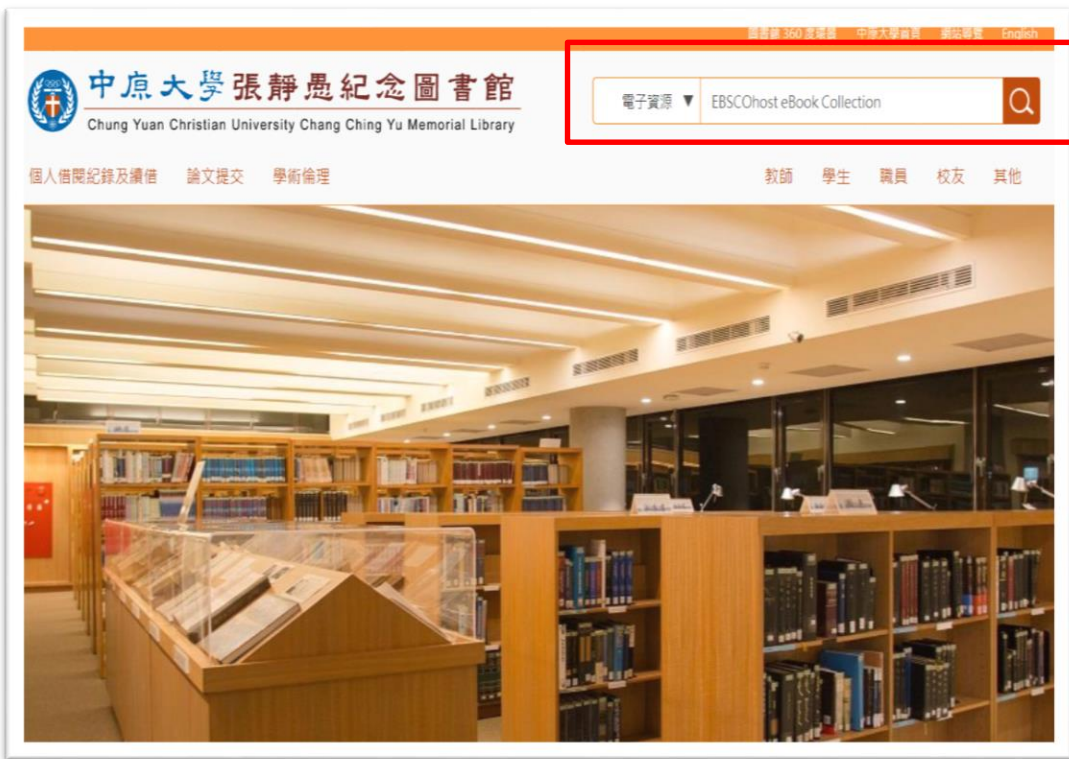 圖書館 360 度環景 中原大學首頁 網站導覽 English
中原大學張靜愚紀念圖書館
Chung Yuan Christian University Chang Ching Yu Memorial Library
電子資源 ▼ EBSCOhost eBook Collection
個人借閱紀錄及續借 論文提交 學術倫理 教師 學生 職員 校友 其他